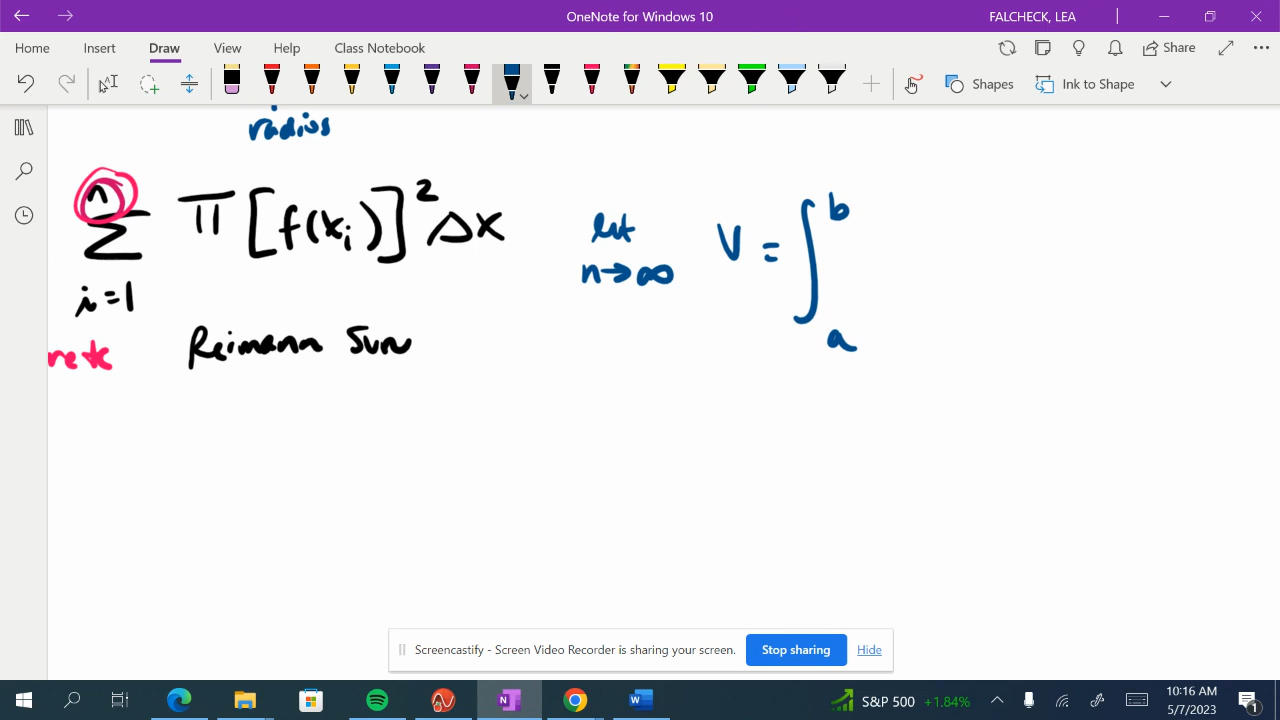 OneNote for Windows 10
FALCHECK, LEA
Home Insert Draw View Help Class Notebook
Share
Shapes
Ink to Shape
radius
n
Σ π [f(xᵢ)]² Δx
i=1
let
n→∞
V = ∫
b
a
Reimann Sum
Screencastify - Screen Video Recorder is sharing your screen.
Stop sharing
Hide
S&P 500 +1.84%
10:16 AM
5/7/2023
1